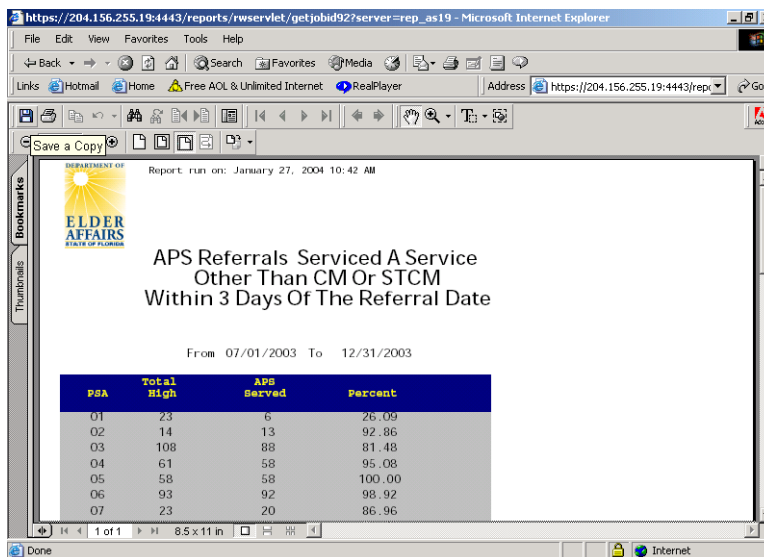 https://204.156.255.19:4443/reports/rwservlet/getjobid92?server=rep_as19 - Microsoft Internet Explorer
File Edit View Favorites Tools Help
Back Search Favorites Media
Links Hotmail Home Free AOL & Unlimited Internet RealPlayer Address https://204.156.255.19:4443/repo Go
Save a Copy
Bookmarks
Thumbnails
DEPARTMENT OF
ELDER
AFFAIRS
STATE OF FLORIDA
Report run on: January 27, 2004 10:42 AM
APS Referrals Serviced A Service
Other Than CM Or STCM
Within 3 Days Of The Referral Date
From 07/01/2003 To 12/31/2003
PSA Total High APS Served Percent
01 23 6 26.09
02 14 13 92.86
03 108 88 81.48
04 61 58 95.08
05 58 58 100.00
06 93 92 98.92
07 23 20 86.96
1 of 1 8.5 x 11 in
Done Internet